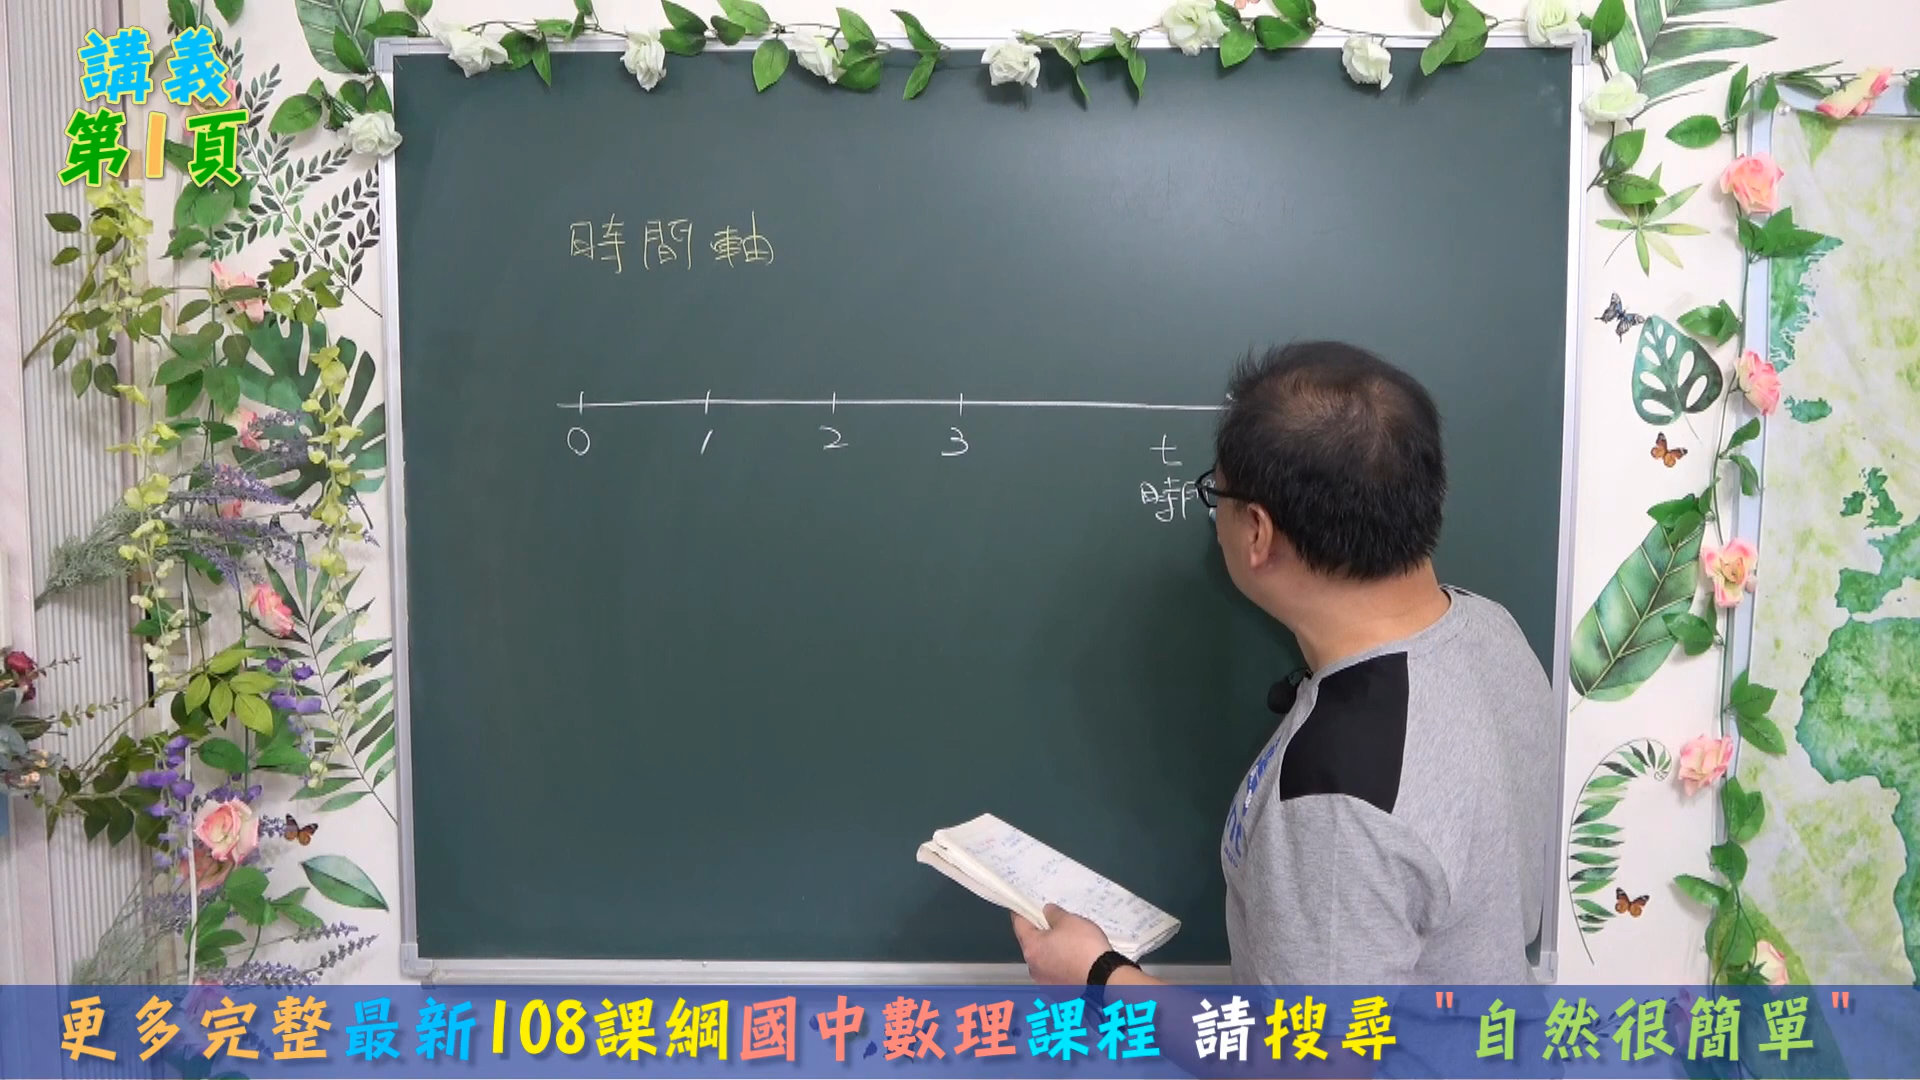 講義
第1頁
時間軸
0 1 2 3 t
時
更多完整最新108課綱國中數理課程 請搜尋"自然很簡單"